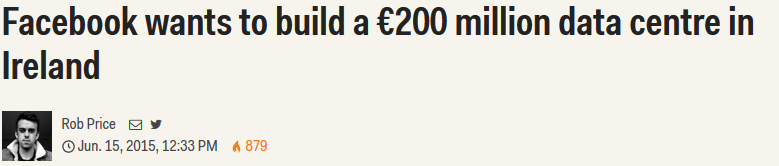 Facebook wants to build a €200 million data centre in
Ireland
Rob Price
Jun. 15, 2015, 12:33 PM 879